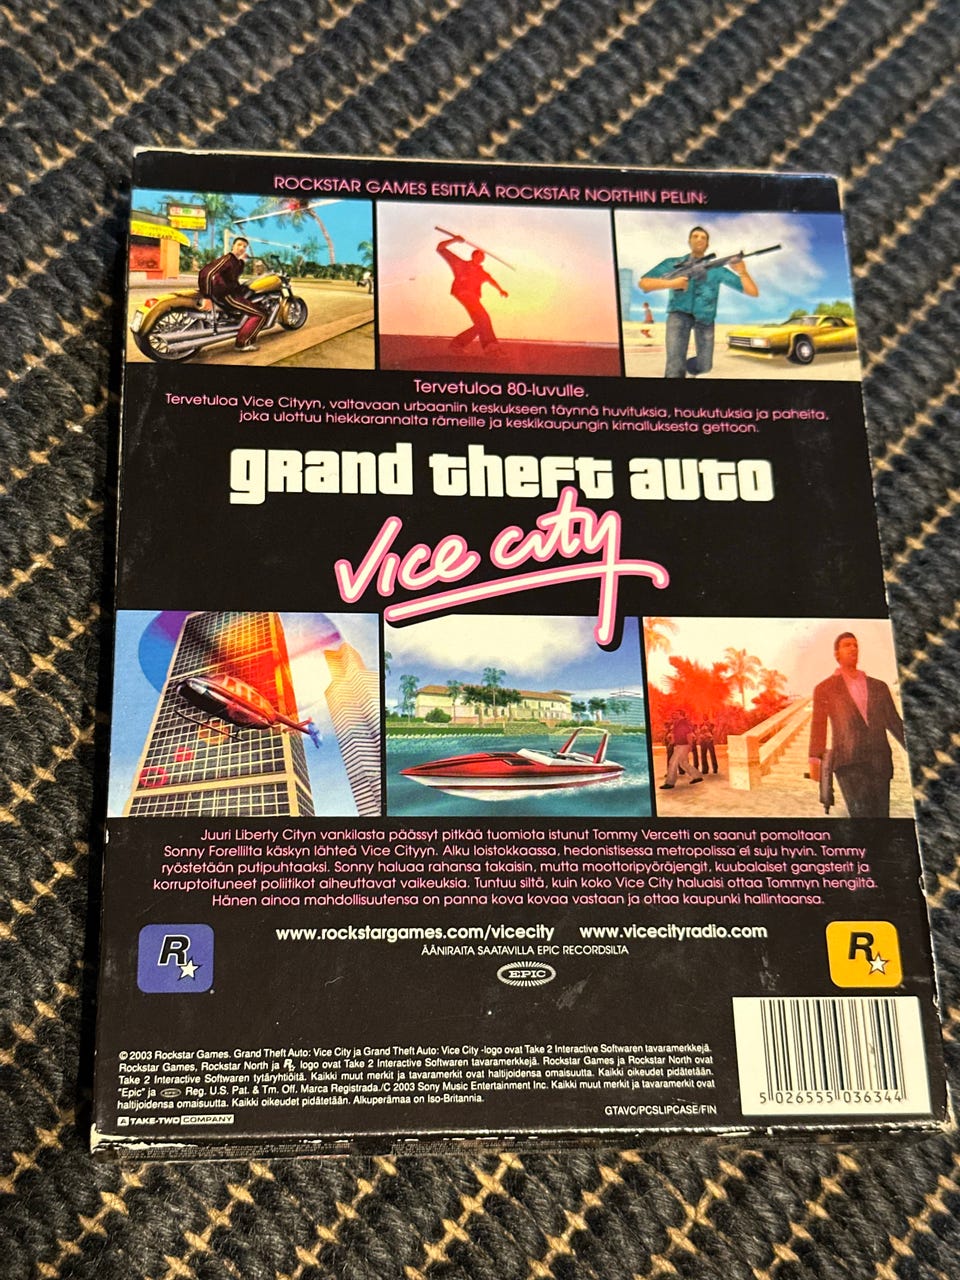 ROCKSTAR GAMES ESITTÄÄ ROCKSTAR NORTHIN PELIN:
Tervetuloa 80-luvulle.
Tervetuloa Vice Cityyn, valtavaan urbaaniin keskukseen täynnä huvituksia, houkutuksia ja paheita,
joka ulottuu hiekkarannalta rämeille ja keskikaupungin kimalluksesta gettoon.
grand theft auto
Vice city
Juuri Liberty Cityn vankilasta päässyt pitkää tuomiota istunut Tommy Vercetti on saanut pomoltaan
Sonny Forellilta käskyn lähteä Vice Cityyn. Alku loistokkaassa, hedonistisessa metropolissa ei suju hyvin. Tommy
ryöstetään putipuhtaaksi. Sonny haluaa rahansa takaisin, mutta moottoripyöräjengit, kuubalaiset gangsterit ja
korruptoituneet poliitikot aiheuttavat vaikeuksia. Tuntuu siltä, kuin koko Vice City haluaisi ottaa Tommyn hengiltä.
Hänen ainoa mahdollisuutensa on panna kova kovaa vastaan ja ottaa kaupunki hallintaansa.
www.rockstargames.com/vicecity www.vicecityradio.com
ÄÄNIRAITA SAATAVILLA EPIC RECORDSILTA
EPIC
R
R
© 2003 Rockstar Games. Grand Theft Auto: Vice City ja Grand Theft Auto: Vice City -logo ovat Take 2 Interactive Softwaren tavaramerkkejä.
Rockstar Games, Rockstar North ja R logo ovat Take 2 Interactive Softwaren tavaramerkkejä. Rockstar Games ja Rockstar North ovat
Take 2 Interactive Softwaren tytäryhtiöitä. Kaikki muut merkit ja tavaramerkit ovat haltijoidensa omaisuutta. Kaikki oikeudet pidätetään.
"Epic" ja EPIC Reg. U.S. Pat. & Tm. Off. Marca Registrada./C 2003 Sony Music Entertainment Inc. Kaikki muut merkit ja tavaramerkit ovat
haltijoidensa omaisuutta. Kaikki oikeudet pidätetään. Alkuperämaa on Iso-Britannia.
TAKE-TWO COMPANY
GTAVC/PCSLIPCASE/FIN
5 026555 036344